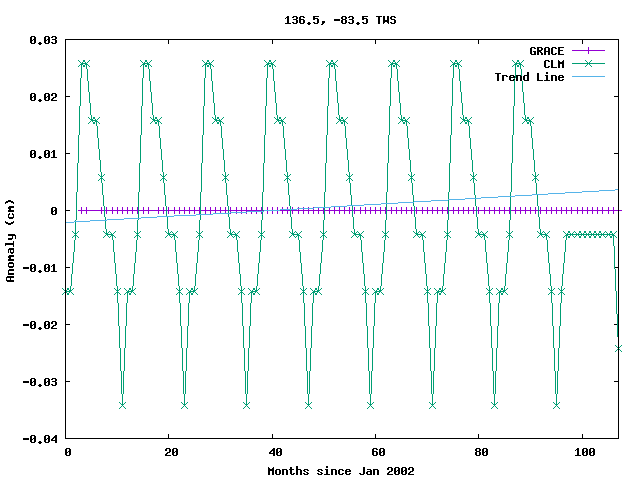 136.5, -83.5 TWS
GRACE
CLM
Trend Line
0.03
0.02
0.01
0
-0.01
-0.02
-0.03
-0.04
Anomaly (cm)
0 20 40 60 80 100
Months since Jan 2002